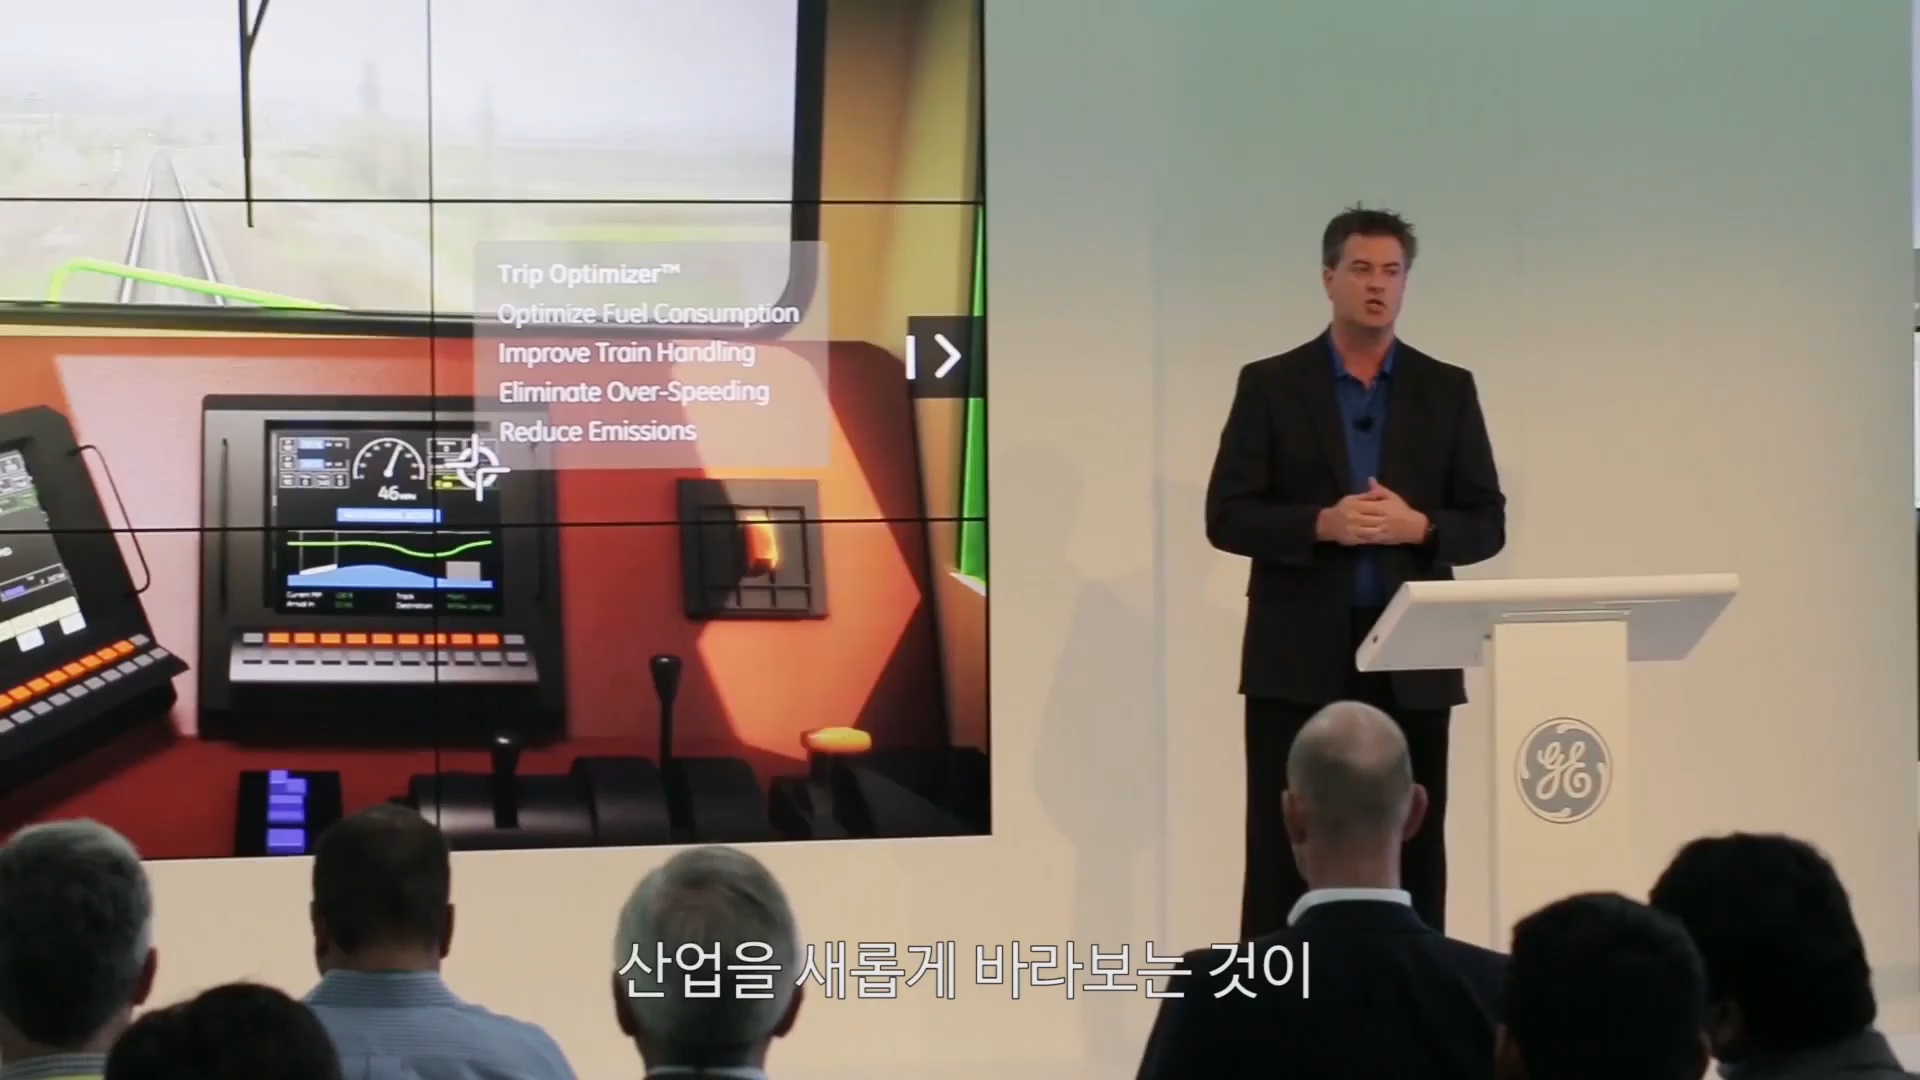 Trip Optimizer™
Optimize Fuel Consumption
Improve Train Handling
Eliminate Over-Speeding
Reduce Emissions
46
GE
산업을 새롭게 바라보는 것이